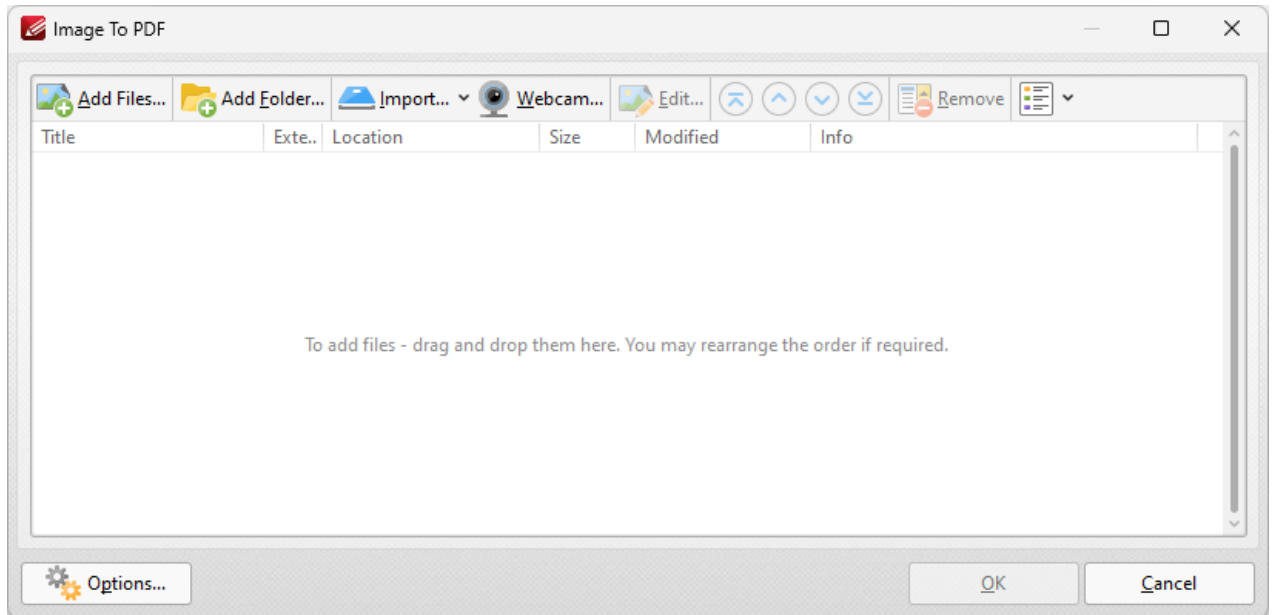 Image To PDF
Add Files... Add Folder... Import... Webcam... Edit... Remove
Title Exte.. Location Size Modified Info
To add files - drag and drop them here. You may rearrange the order if required.
Options... OK Cancel